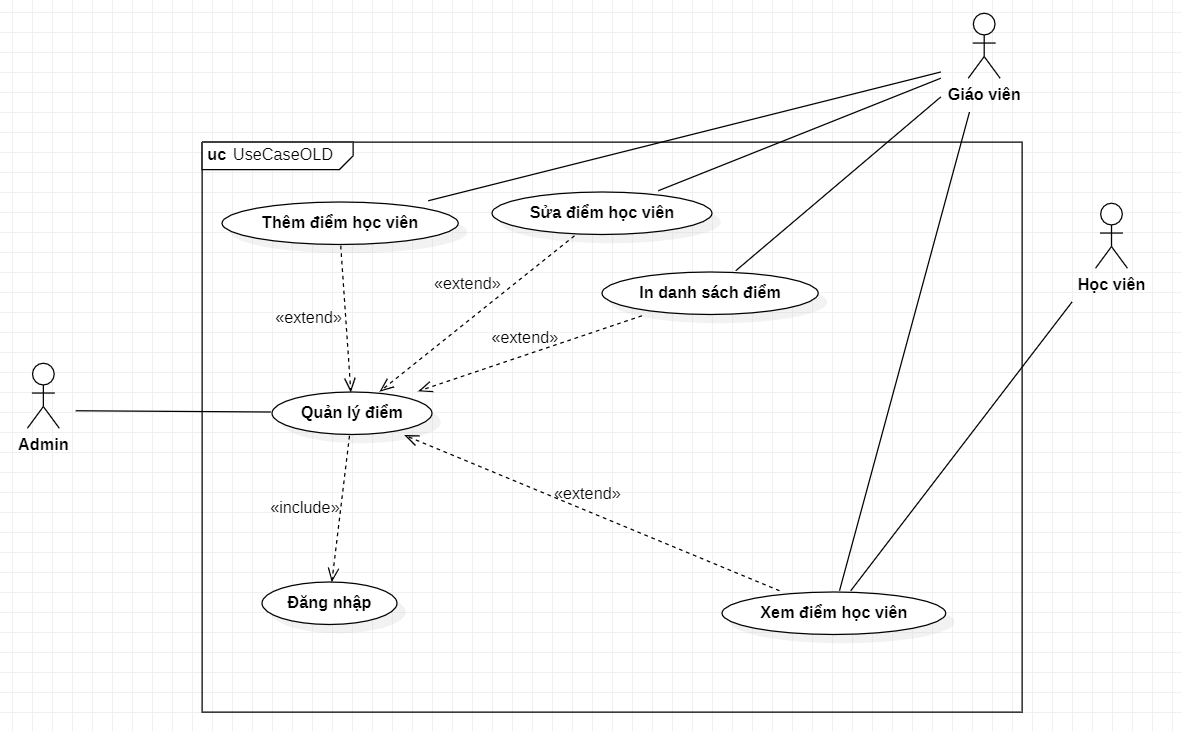 Giáo viên
uc UseCaseOLD
Thêm điểm học viên
Sửa điểm học viên
«extend»
In danh sách điểm
Học viên
«extend»
«extend»
Quản lý điểm
Admin
«extend»
«include»
Đăng nhập
Xem điểm học viên